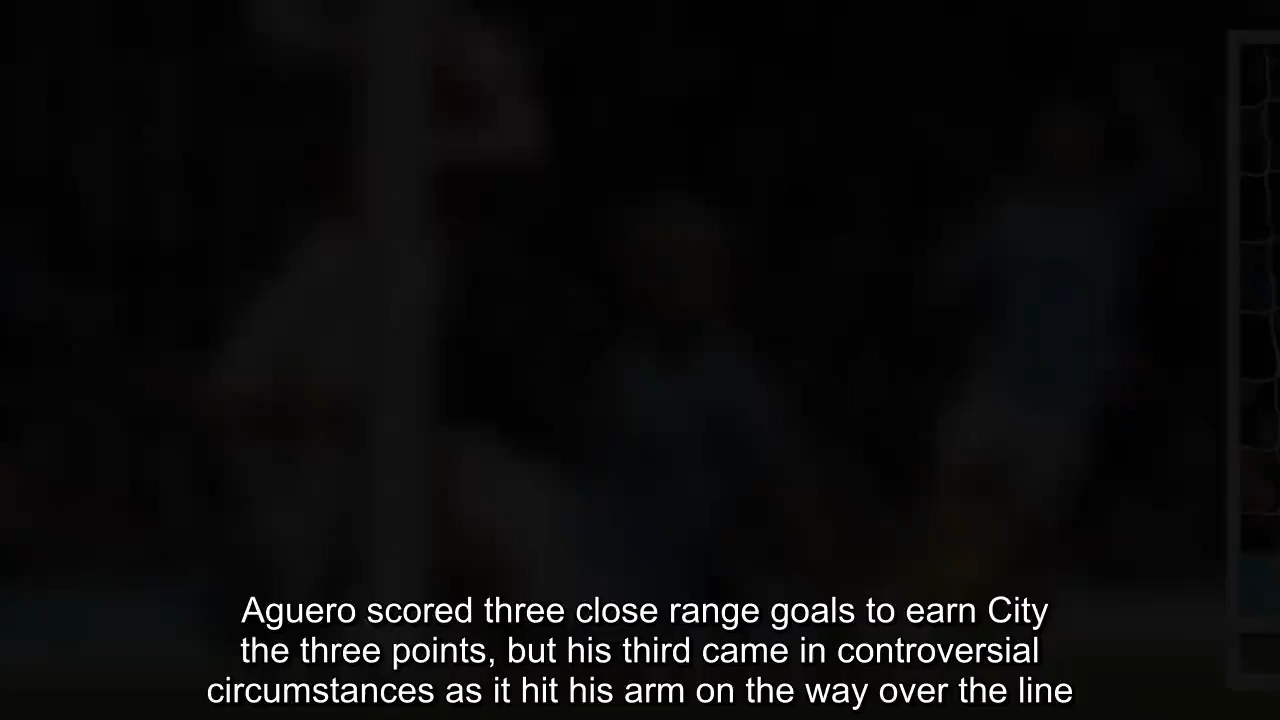 Aguero scored three close range goals to earn City
the three points, but his third came in controversial
circumstances as it hit his arm on the way over the line